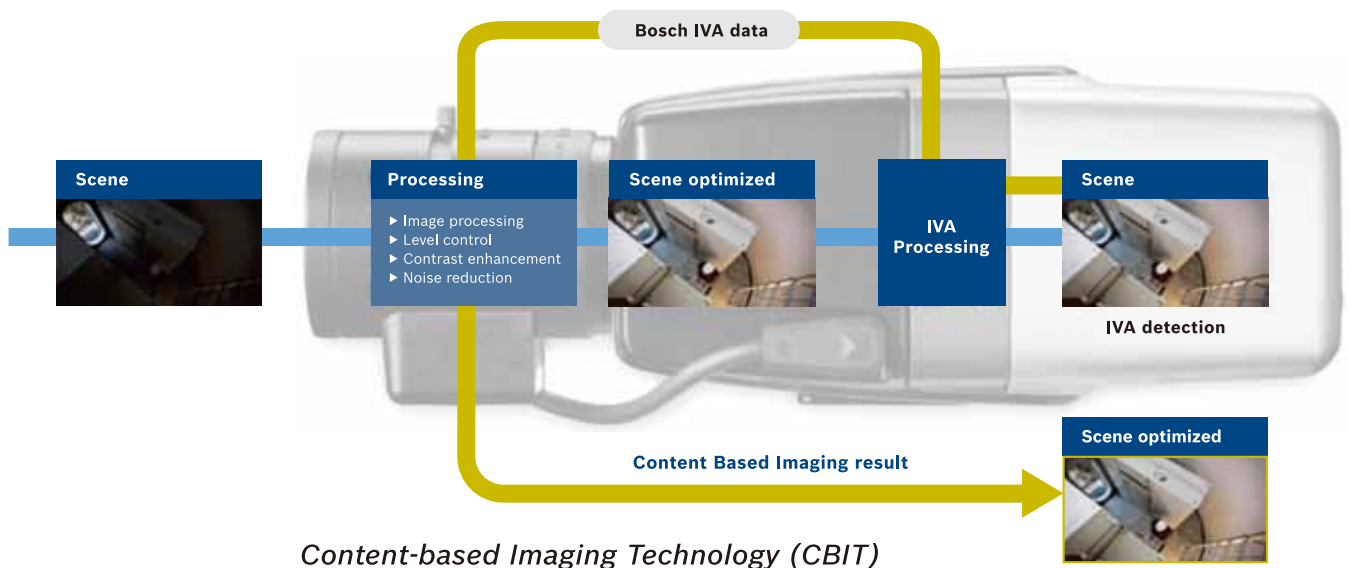 Bosch IVA data
Scene
Processing
▶ Image processing
▶ Level control
▶ Contrast enhancement
▶ Noise reduction
Scene optimized
IVA
Processing
Scene
IVA detection
Content Based Imaging result
Scene optimized
Content-based Imaging Technology (CBIT)